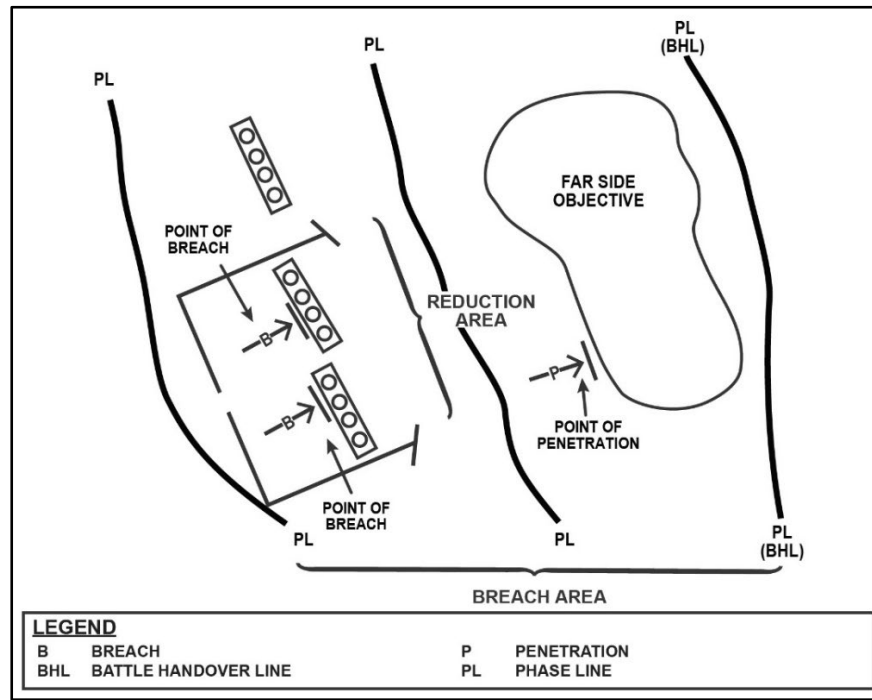 PL
(BHL)
PL
PL
FAR SIDE
OBJECTIVE
POINT OF
BREACH
REDUCTION
AREA
B
P
B
POINT OF
PENETRATION
POINT OF
BREACH
PL
PL
PL
(BHL)
BREACH AREA
LEGEND
B BREACH P PENETRATION
BHL BATTLE HANDOVER LINE PL PHASE LINE